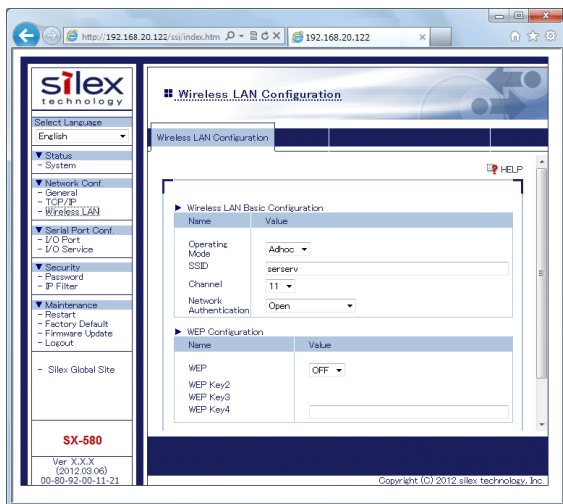 http://192.168.20.122/ssi/index.htm
192.168.20.122
silex
technology
Select Language
English
▼ Status
- System
▼ Network Conf.
- General
- TCP/IP
- Wireless LAN
▼ Serial Port Conf.
- I/O Port
- I/O Service
▼ Security
- Password
- IP Filter
▼ Maintenance
- Restart
- Factory Default
- Firmware Update
- Logout
- Silex Global Site
SX-580
Ver X.X.X
(2012.03.06)
00-80-92-00-11-21
Wireless LAN Configuration
Wireless LAN Configuration
HELP
Wireless LAN Basic Configuration
Name Value
Operating Mode Adhoc
SSID serserv
Channel 11
Network Authentication Open
WEP Configuration
Name Value
WEP OFF
WEP Key2
WEP Key3
WEP Key4
Copyright (C) 2012 silex technology, Inc.